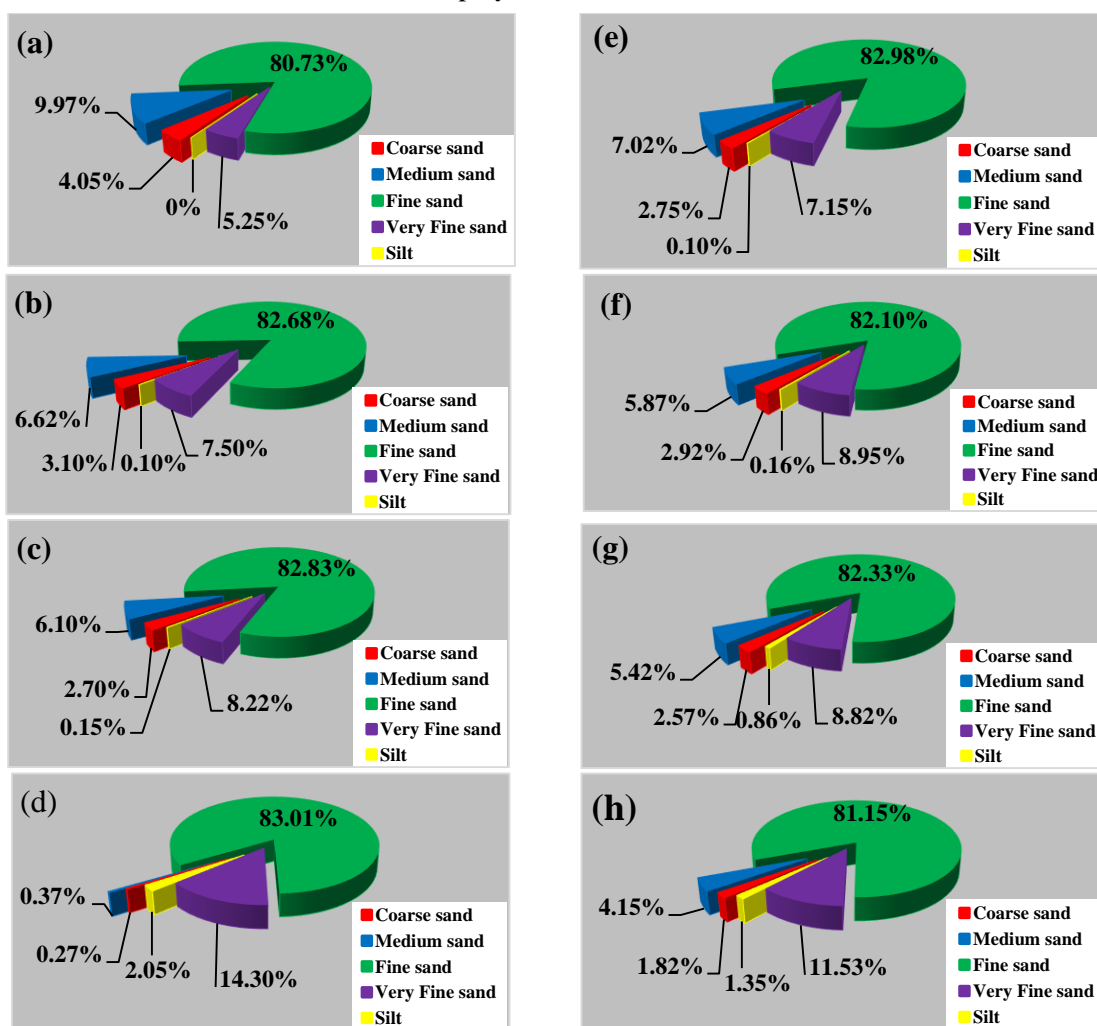 (a)
80.73%
9.97%
4.05%
0%
5.25%
Coarse sand
Medium sand
Fine sand
Very Fine sand
Silt
(b)
82.68%
6.62%
3.10%
0.10%
7.50%
Coarse sand
Medium sand
Fine sand
Very Fine sand
Silt
(c)
82.83%
6.10%
2.70%
0.15%
8.22%
Coarse sand
Medium sand
Fine sand
Very Fine sand
Silt
(d)
83.01%
0.37%
0.27%
2.05%
14.30%
Coarse sand
Medium sand
Fine sand
Very Fine sand
Silt
(e)
82.98%
7.02%
2.75%
0.10%
7.15%
Coarse sand
Medium sand
Fine sand
Very Fine sand
Silt
(f)
82.10%
5.87%
2.92%
0.16%
8.95%
Coarse sand
Medium sand
Fine sand
Very Fine sand
Silt
(g)
82.33%
5.42%
2.57%
0.86%
8.82%
Coarse sand
Medium sand
Fine sand
Very Fine sand
Silt
(h)
81.15%
4.15%
1.82%
1.35%
11.53%
Coarse sand
Medium sand
Fine sand
Very Fine sand
Silt